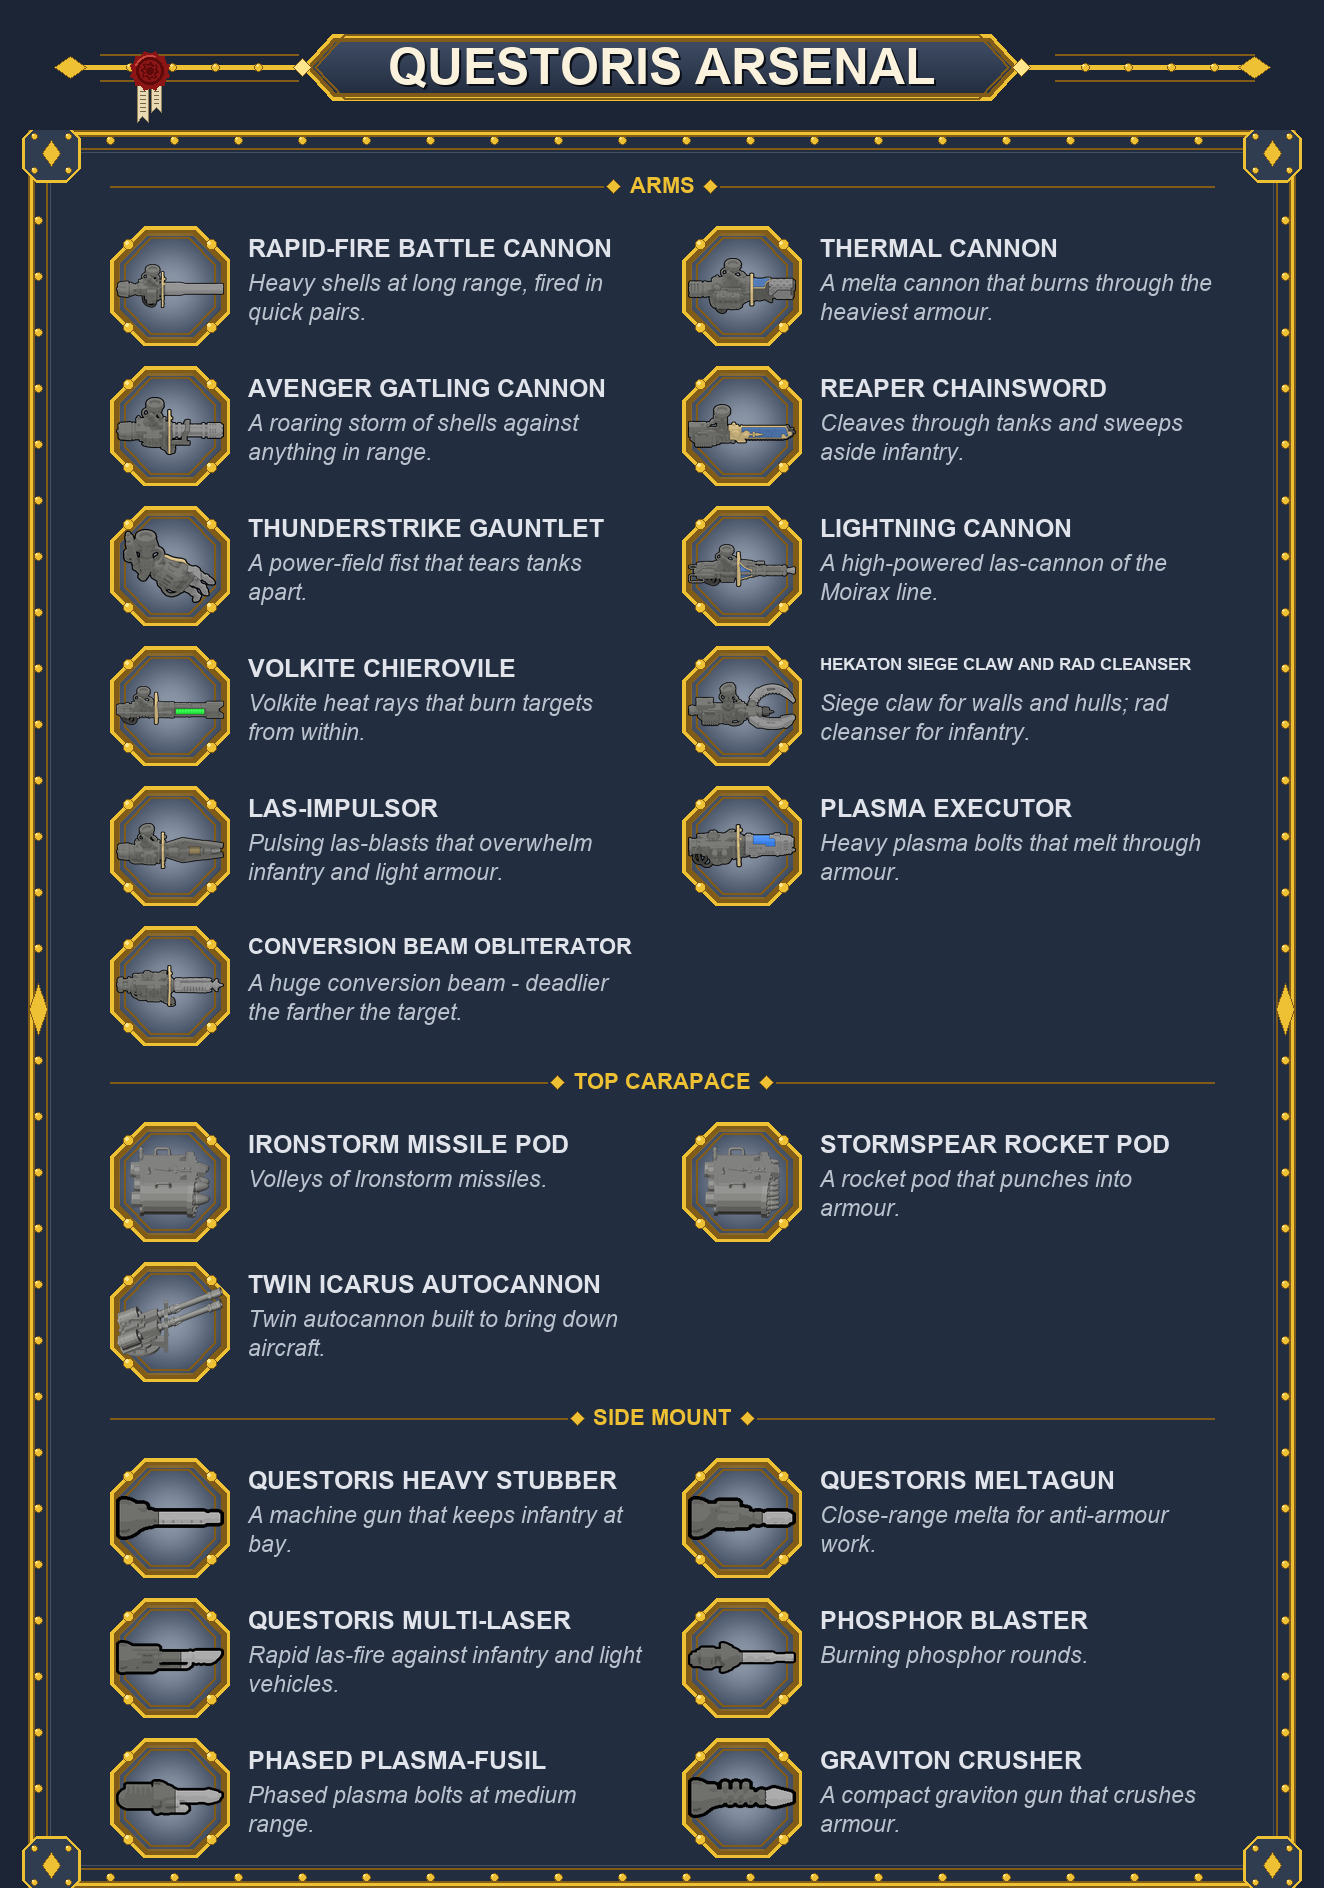 QUESTORIS ARSENAL
ARMS
RAPID-FIRE BATTLE CANNON
Heavy shells at long range, fired in
quick pairs.
THERMAL CANNON
A melta cannon that burns through the
heaviest armour.
AVENGER GATLING CANNON
A roaring storm of shells against
anything in range.
REAPER CHAINSWORD
Cleaves through tanks and sweeps
aside infantry.
THUNDERSTRIKE GAUNTLET
A power-field fist that tears tanks
apart.
LIGHTNING CANNON
A high-powered las-cannon of the
Moirax line.
VOLKITE CHIEROVILE
Volkite heat rays that burn targets
from within.
HEKATON SIEGE CLAW AND RAD CLEANSER
Siege claw for walls and hulls; rad
cleanser for infantry.
LAS-IMPULSOR
Pulsing las-blasts that overwhelm
infantry and light armour.
PLASMA EXECUTOR
Heavy plasma bolts that melt through
armour.
CONVERSION BEAM OBLITERATOR
A huge conversion beam - deadlier
the farther the target.
TOP CARAPACE
IRONSTORM MISSILE POD
Volleys of Ironstorm missiles.
STORMSPEAR ROCKET POD
A rocket pod that punches into
armour.
TWIN ICARUS AUTOCANNON
Twin autocannon built to bring down
aircraft.
SIDE MOUNT
QUESTORIS HEAVY STUBBER
A machine gun that keeps infantry at
bay.
QUESTORIS MELTAGUN
Close-range melta for anti-armour
work.
QUESTORIS MULTI-LASER
Rapid las-fire against infantry and light
vehicles.
PHOSPHOR BLASTER
Burning phosphor rounds.
PHASED PLASMA-FUSIL
Phased plasma bolts at medium
range.
GRAVITON CRUSHER
A compact graviton gun that crushes
armour.